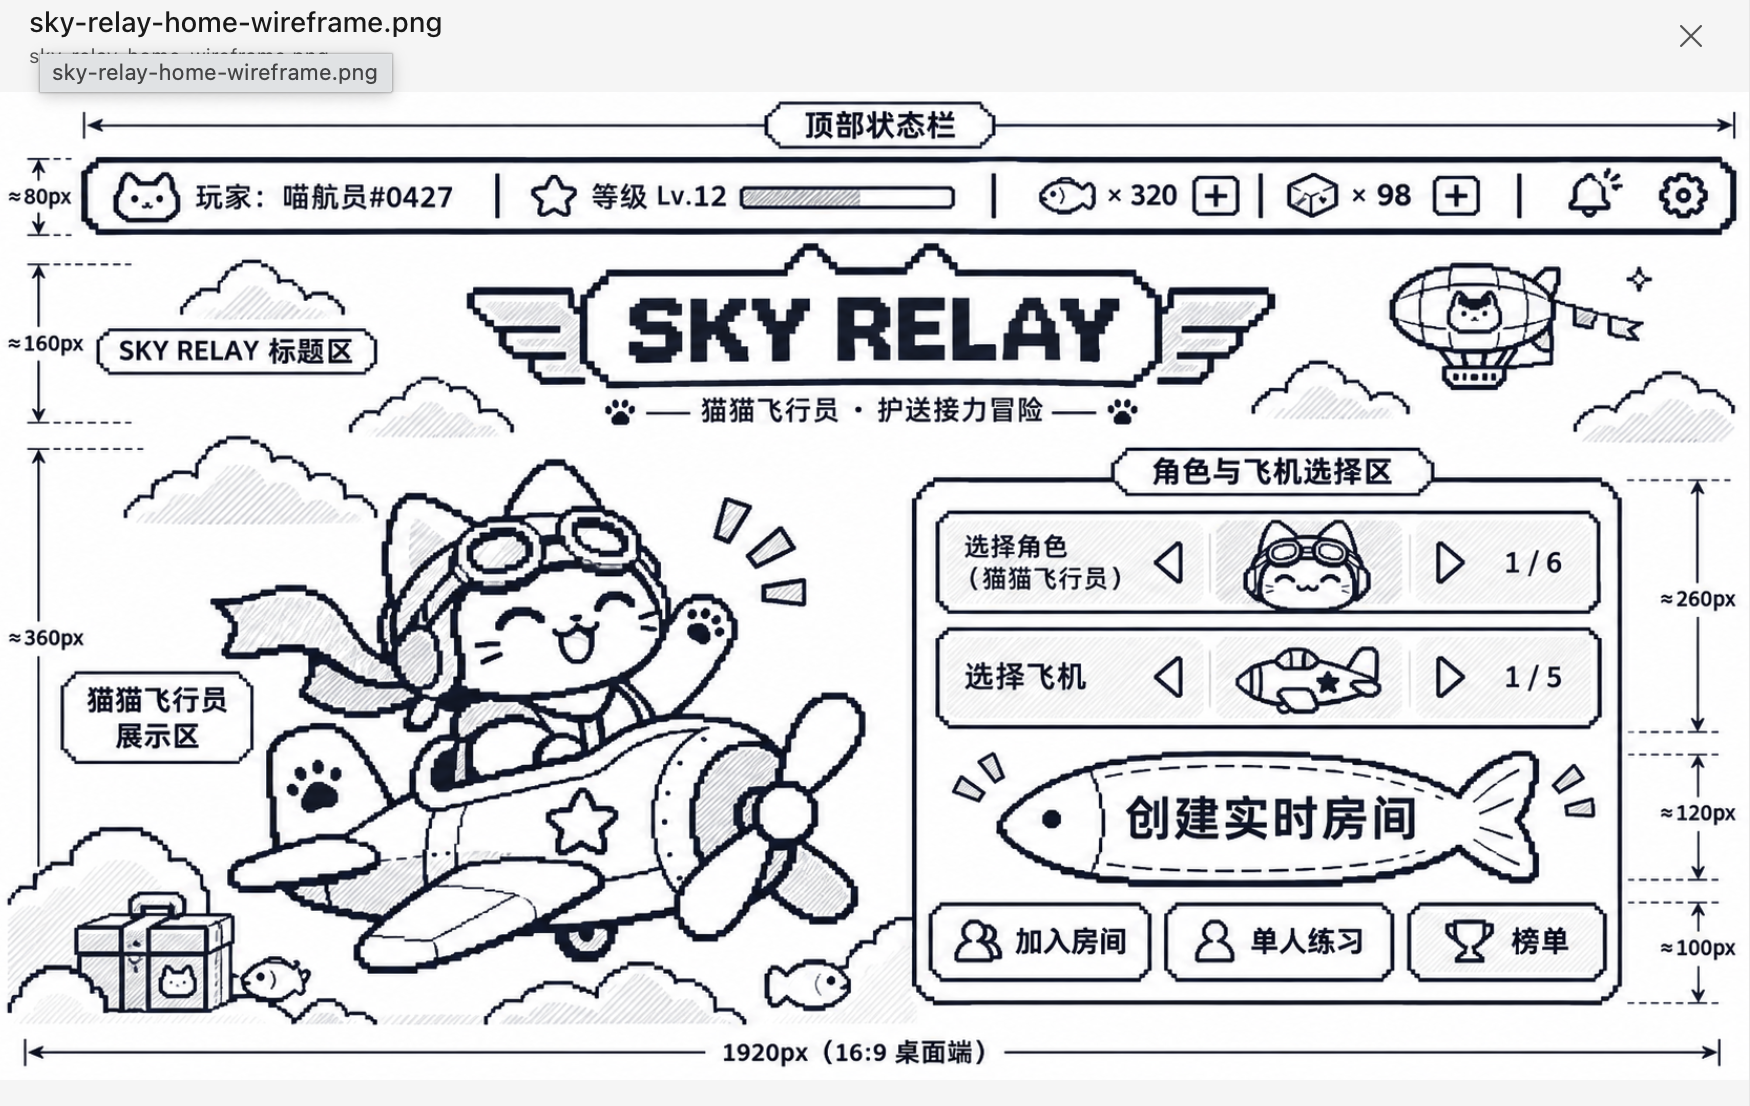 sky-relay-home-wireframe.png
sky-relay-home-wireframe.png
顶部状态栏
≈80px
玩家：喵航员#0427
等级 Lv.12
× 320
× 98
≈160px
SKY RELAY 标题区
SKY RELAY
猫猫飞行员 · 护送接力冒险
≈360px
猫猫飞行员
展示区
角色与飞机选择区
选择角色
（猫猫飞行员）
1 / 6
选择飞机
1 / 5
≈260px
创建实时房间
≈120px
加入房间
单人练习
榜单
≈100px
1920px（16:9 桌面端）